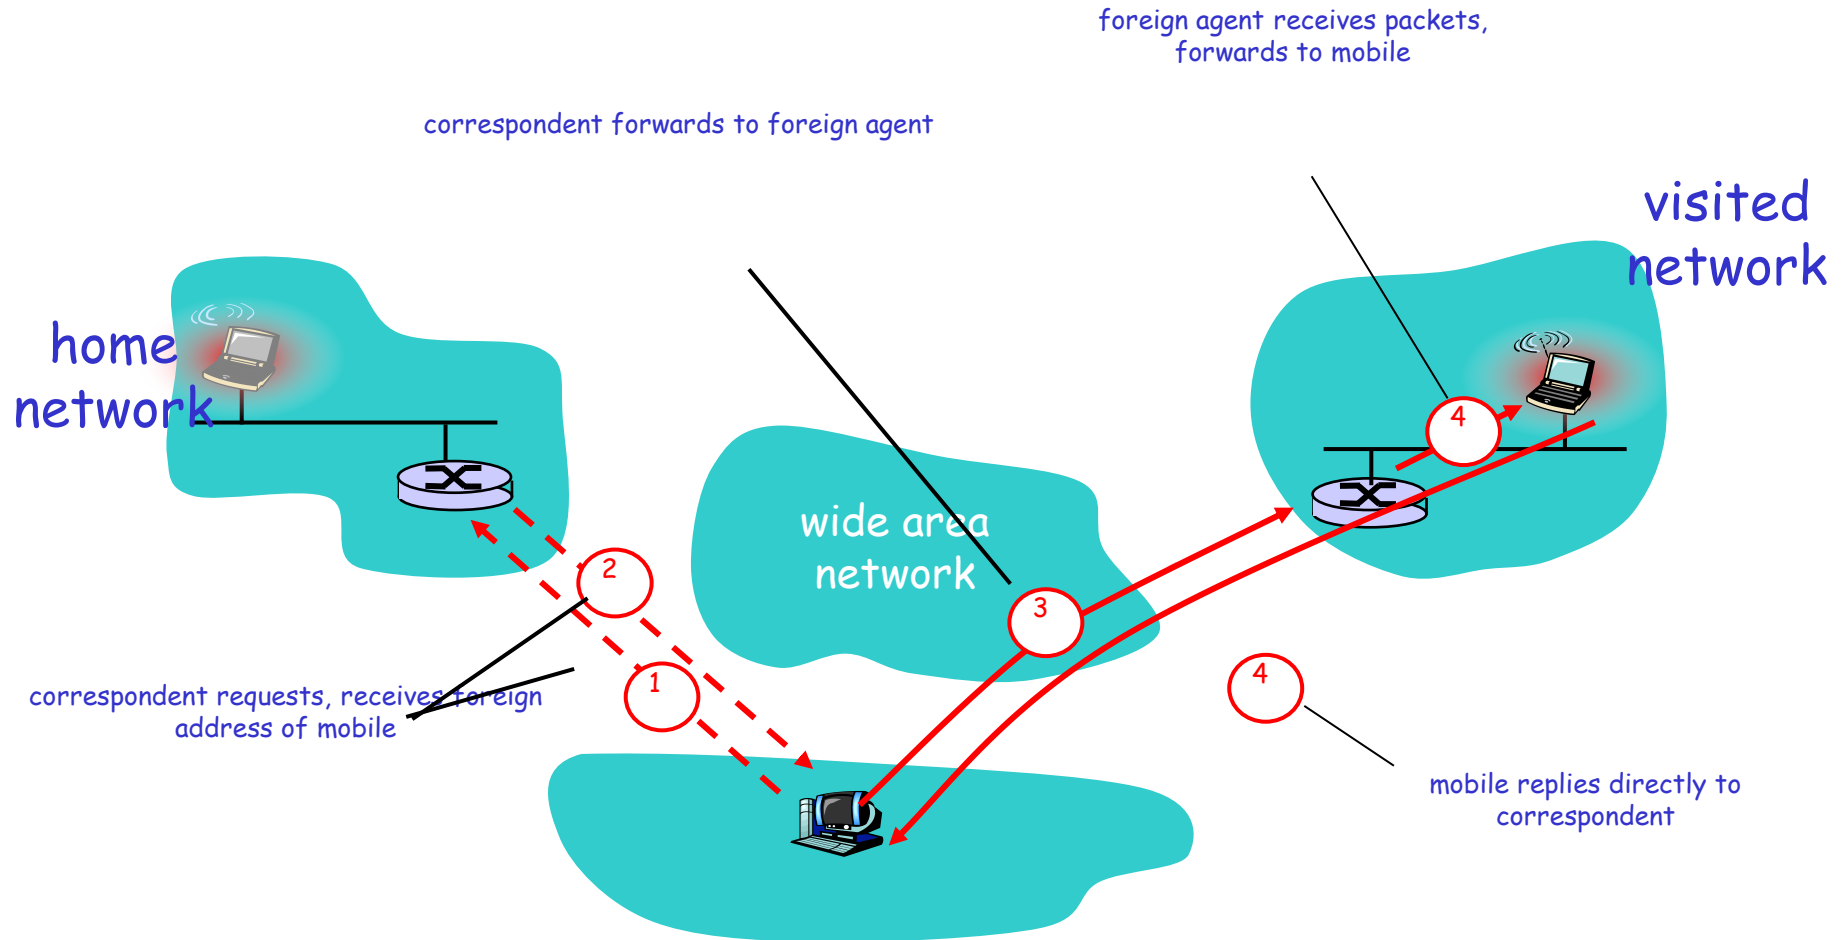 foreign agent receives packets,
forwards to mobile
correspondent forwards to foreign agent
visited
network
home
network
4
wide area
network
2
3
1
4
correspondent requests, receives foreign
address of mobile
mobile replies directly to
correspondent